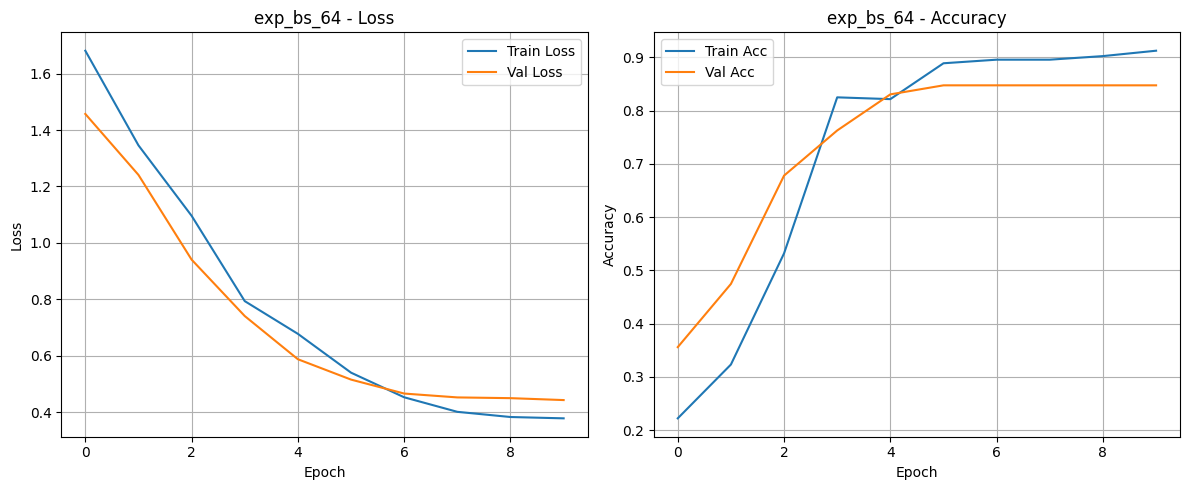 exp_bs_64 - Loss
Train Loss
Val Loss
1.6
1.4
1.2
1.0
0.8
0.6
0.4
Loss
0 2 4 6 8
Epoch
exp_bs_64 - Accuracy
Train Acc
Val Acc
0.9
0.8
0.7
0.6
0.5
0.4
0.3
0.2
Accuracy
0 2 4 6 8
Epoch